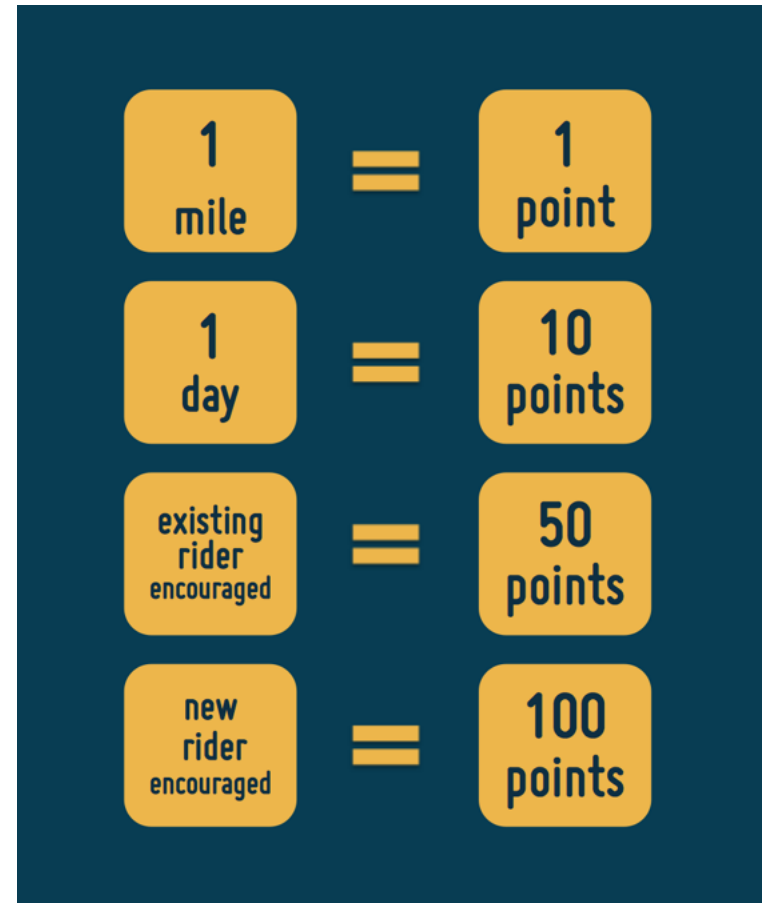 1
mile
=
1
point
1
day
=
10
points
existing
rider
encouraged
=
50
points
new
rider
encouraged
=
100
points